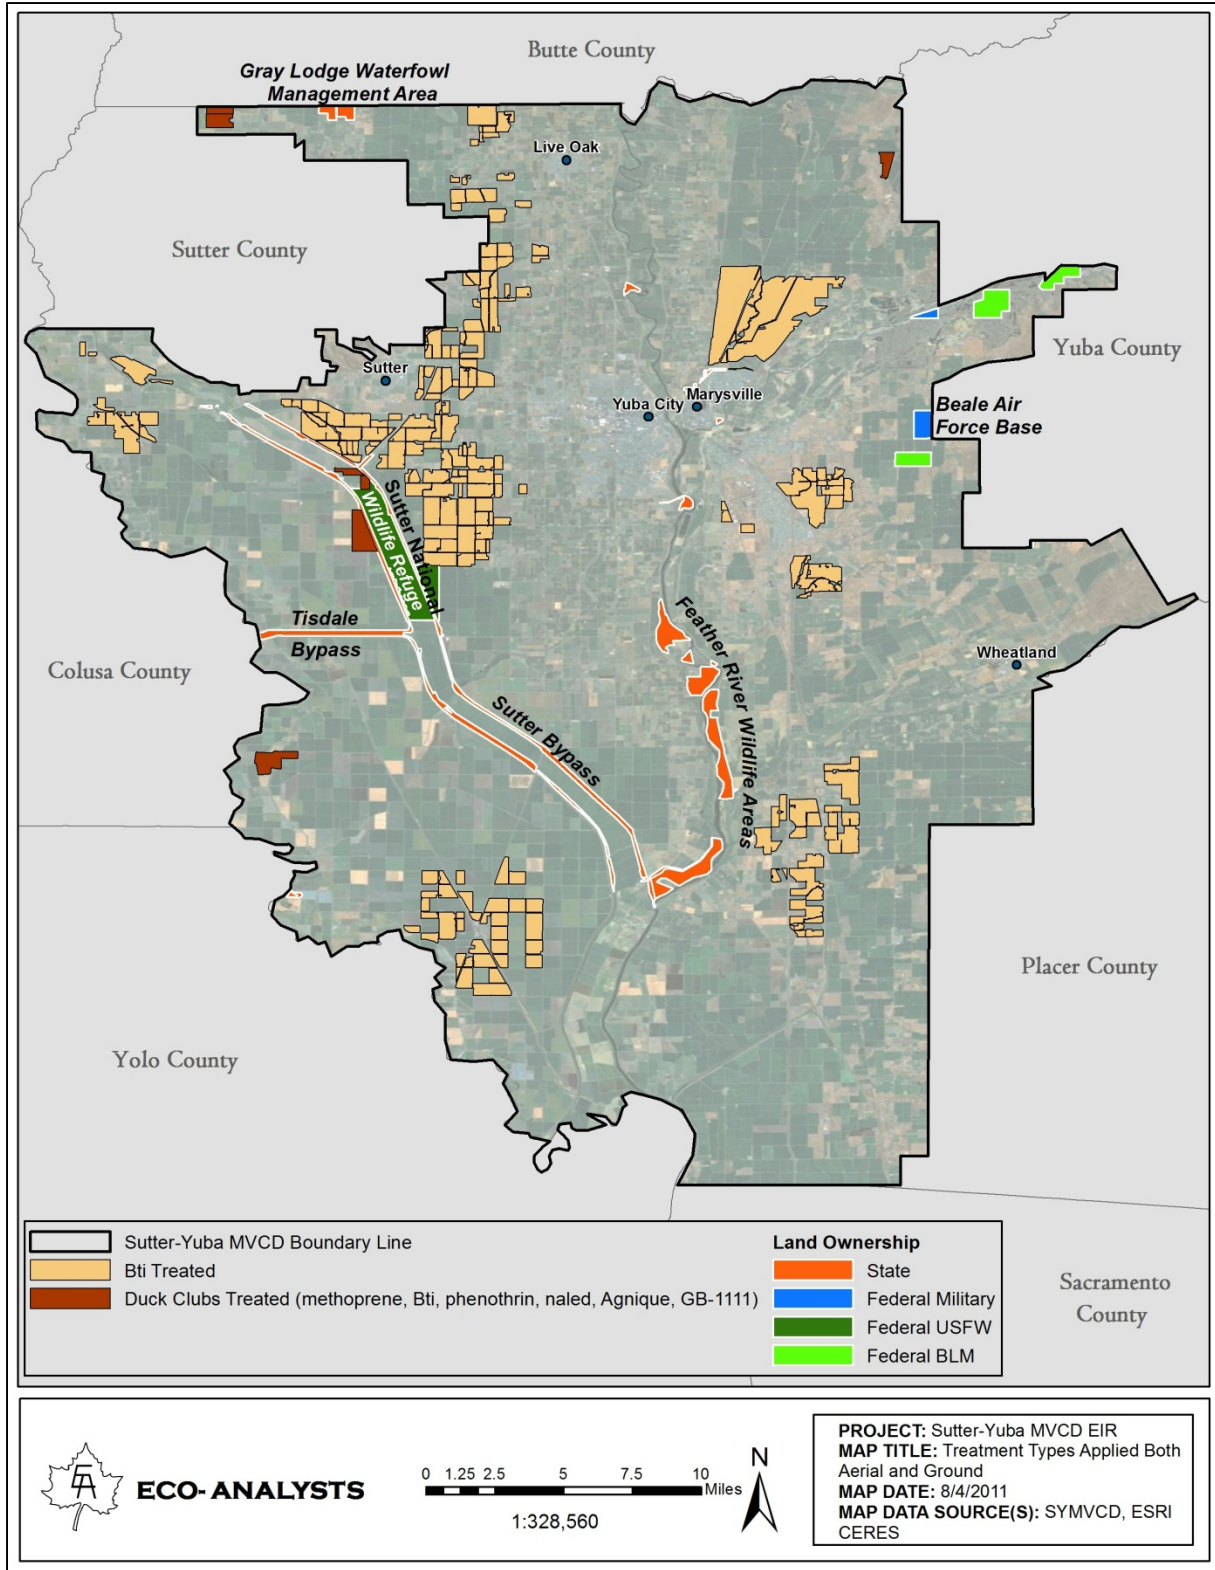 Butte County
Gray Lodge Waterfowl
Management Area
Live Oak
Sutter County
Yuba County
Sutter
Yuba City
Marysville
Beale Air
Force Base
Sutter National
Wildlife Refuge
Tisdale
Bypass
Feather River Wildlife Areas
Wheatland
Colusa County
Sutter Bypass
Placer County
Yolo County
Sacramento
County
Sutter-Yuba MVCD Boundary Line
Bti Treated
Duck Clubs Treated (methoprene, Bti, phenothrin, naled, Agnique, GB-1111)
Land Ownership
State
Federal Military
Federal USFW
Federal BLM
ECO-ANALYSTS
0 1.25 2.5 5 7.5 10
Miles
1:328,560
N
PROJECT: Sutter-Yuba MVCD EIR
MAP TITLE: Treatment Types Applied Both
Aerial and Ground
MAP DATE: 8/4/2011
MAP DATA SOURCE(S): SYMVCD, ESRI
CERES